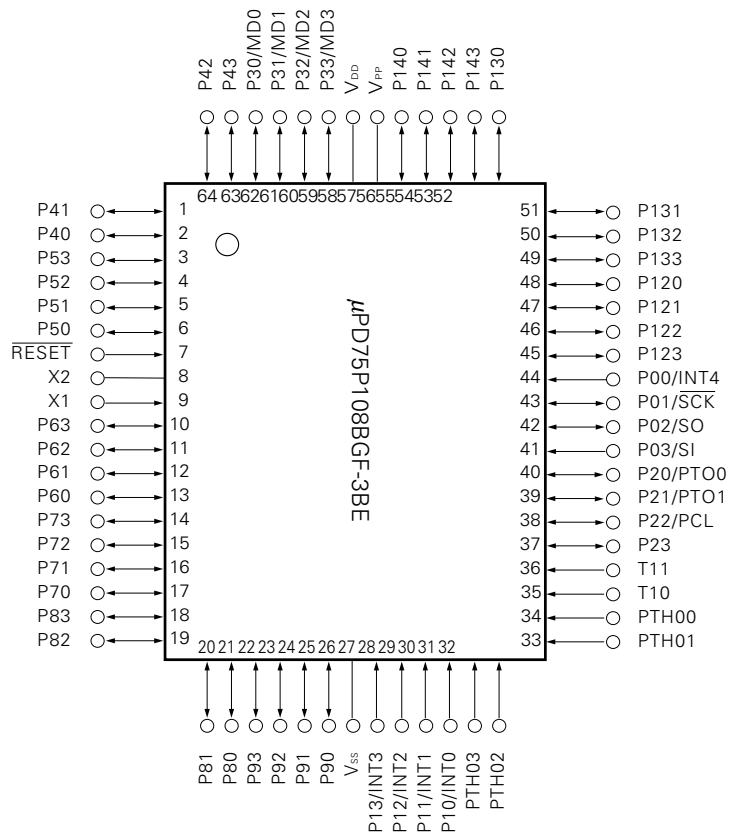 P42
P43
P30/MD0
P31/MD1
P32/MD2
P33/MD3
VDD
VPP
P140
P141
P142
P143
P130
64 63 62 61 60 59 58 57 56 55 54 53 52
P41 1
P40 2
P53 3
P52 4
P51 5
P50 6
RESET 7
X2 8
X1 9
P63 10
P62 11
P61 12
P60 13
P73 14
P72 15
P71 16
P70 17
P83 18
P82 19
μPD75P108BGF-3BE
51 P131
50 P132
49 P133
48 P120
47 P121
46 P122
45 P123
44 P00/INT4
43 P01/SCK
42 P02/SO
41 P03/SI
40 P20/PTO0
39 P21/PTO1
38 P22/PCL
37 P23
36 T11
35 T10
34 PTH00
33 PTH01
20 21 22 23 24 25 26 27 28 29 30 31 32
P81
P80
P93
P92
P91
P90
VSS
P13/INT3
P12/INT2
P11/INT1
P10/INT0
PTH03
PTH02